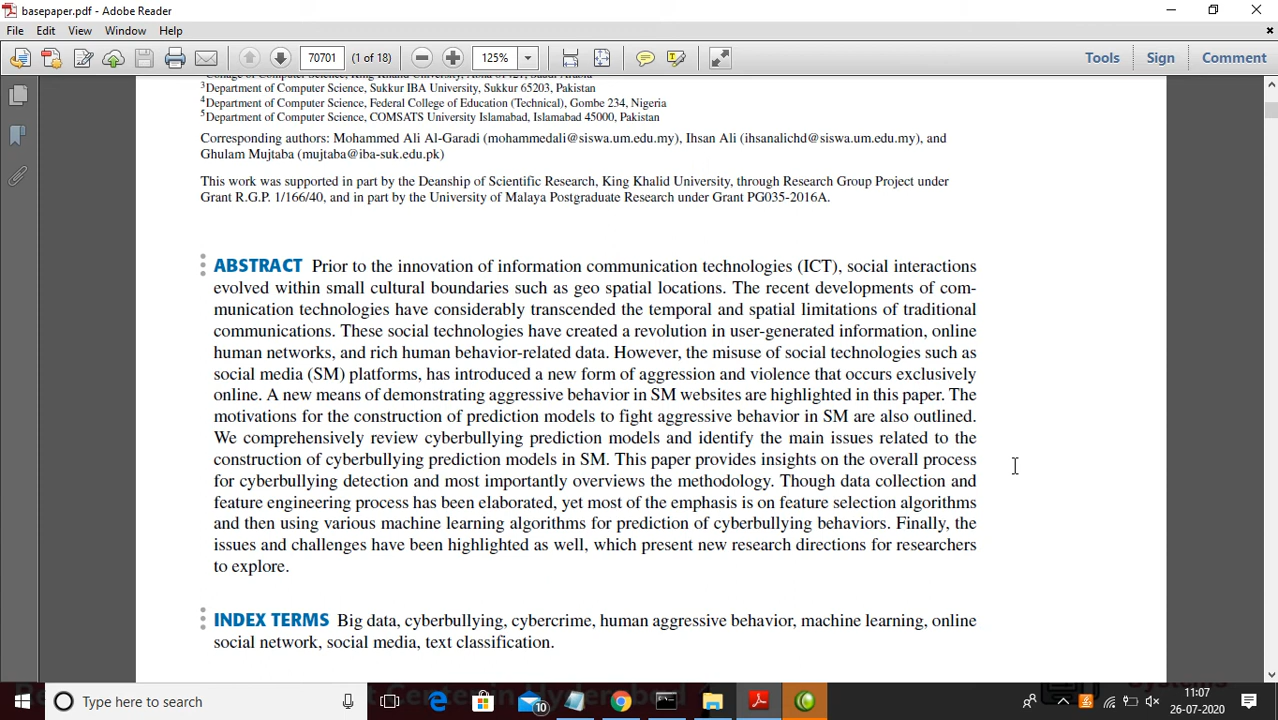 basepaper.pdf - Adobe Reader
File Edit View Window Help
70701 (1 of 18) 125% Tools Sign Comment
3Department of Computer Science, Sukkur IBA University, Sukkur 65203, Pakistan
4Department of Computer Science, Federal College of Education (Technical), Gombe 234, Nigeria
5Department of Computer Science, COMSATS University Islamabad, Islamabad 45000, Pakistan
Corresponding authors: Mohammed Ali Al-Garadi (mohammedali@siswa.um.edu.my), Ihsan Ali (ihsanalichd@siswa.um.edu.my), and
Ghulam Mujtaba (mujtaba@iba-suk.edu.pk)
This work was supported in part by the Deanship of Scientific Research, King Khalid University, through Research Group Project under
Grant R.G.P. 1/166/40, and in part by the University of Malaya Postgraduate Research under Grant PG035-2016A.
ABSTRACT Prior to the innovation of information communication technologies (ICT), social interactions
evolved within small cultural boundaries such as geo spatial locations. The recent developments of com-
munication technologies have considerably transcended the temporal and spatial limitations of traditional
communications. These social technologies have created a revolution in user-generated information, online
human networks, and rich human behavior-related data. However, the misuse of social technologies such as
social media (SM) platforms, has introduced a new form of aggression and violence that occurs exclusively
online. A new means of demonstrating aggressive behavior in SM websites are highlighted in this paper. The
motivations for the construction of prediction models to fight aggressive behavior in SM are also outlined.
We comprehensively review cyberbullying prediction models and identify the main issues related to the
construction of cyberbullying prediction models in SM. This paper provides insights on the overall process
for cyberbullying detection and most importantly overviews the methodology. Though data collection and
feature engineering process has been elaborated, yet most of the emphasis is on feature selection algorithms
and then using various machine learning algorithms for prediction of cyberbullying behaviors. Finally, the
issues and challenges have been highlighted as well, which present new research directions for researchers
to explore.
INDEX TERMS Big data, cyberbullying, cybercrime, human aggressive behavior, machine learning, online
social network, social media, text classification.
Type here to search
10
11:07
26-07-2020